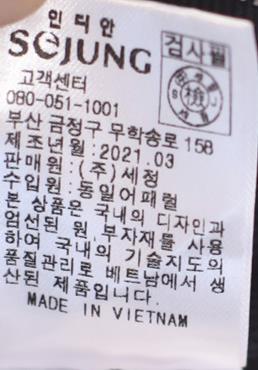 인디안
SEJUNG
검사필
고객센터
080-051-1001
부산 금정구 무학송로 158
제조년월:2021.03
판매원:(주)세정
수입원:동일어패럴
본 상품은 국내의 디자인과
엄선된 원,부자재를 사용
하여 국내의 기술지도의
품질관리로 베트남에서 생
산된 제품입니다.
MADE IN VIETNAM
檢